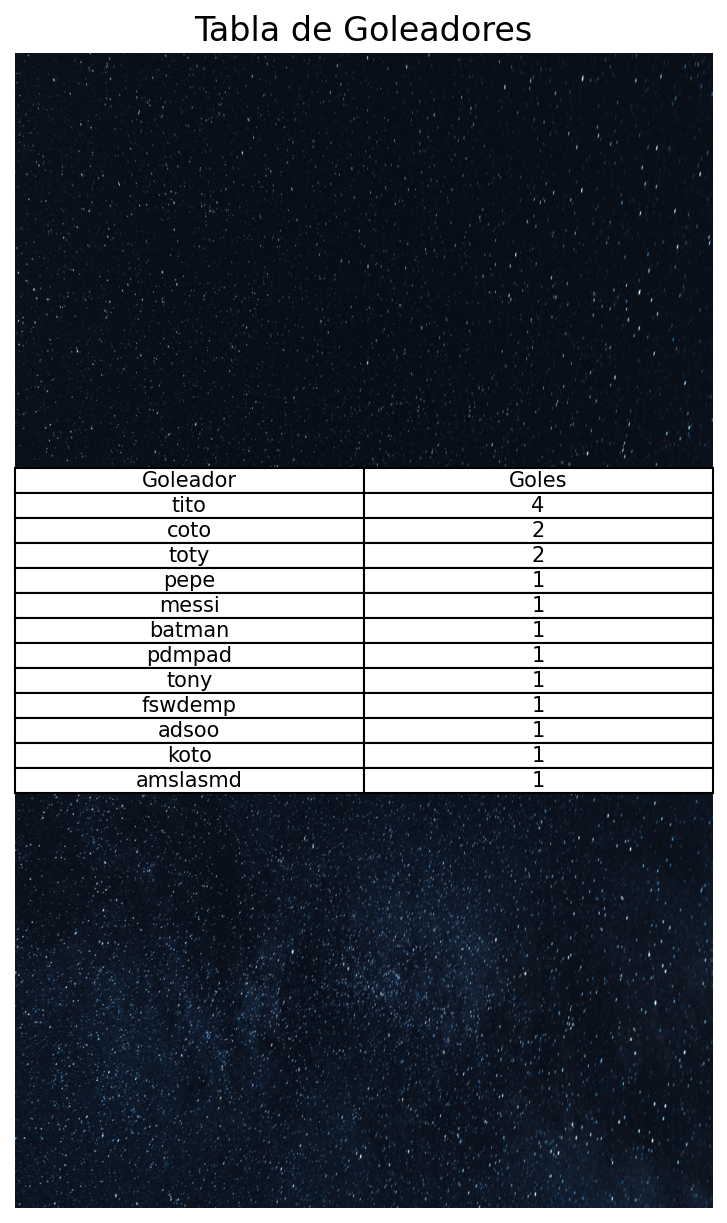 Tabla de Goleadores
Goleador Goles
tito 4
coto 2
toty 2
pepe 1
messi 1
batman 1
pdmpad 1
tony 1
fswdemp 1
adsoo 1
koto 1
amslasmd 1